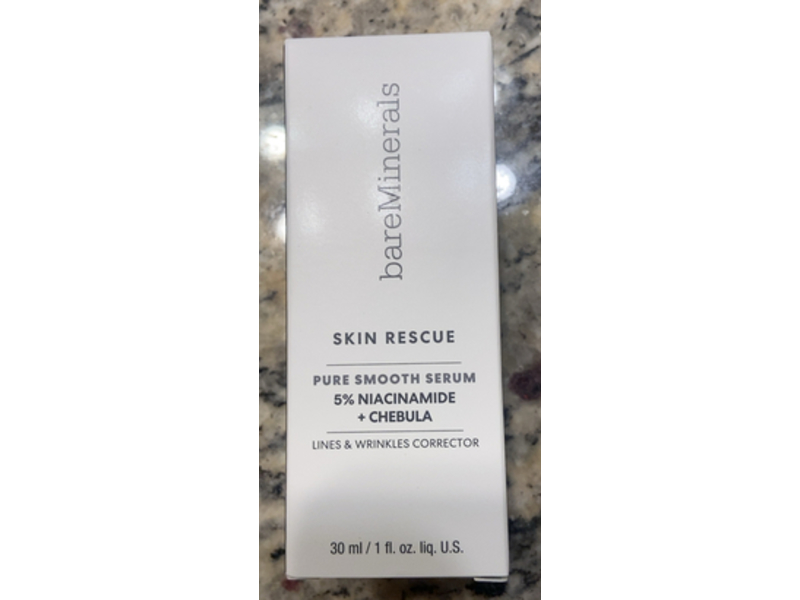 bareMinerals
SKIN RESCUE
PURE SMOOTH SERUM
5% NIACINAMIDE
+ CHEBULA
LINES & WRINKLES CORRECTOR
30 ml / 1 fl. oz. liq. U.S.